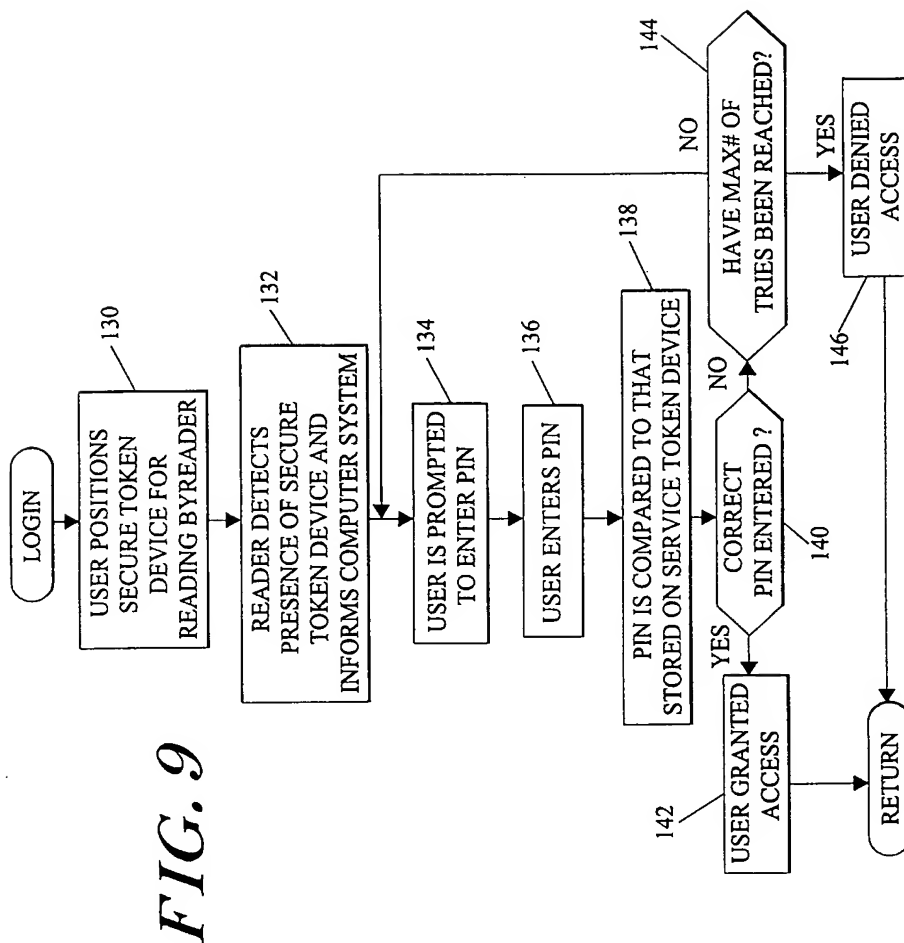 FIG. 9
LOGIN
130
USER POSITIONS
SECURE TOKEN
DEVICE FOR
READING BYREADER
132
READER DETECTS
PRESENCE OF SECURE
TOKEN DEVICE AND
INFORMS COMPUTER SYSTEM
134
USER IS PROMPTED
TO ENTER PIN
136
USER ENTERS PIN
138
PIN IS COMPARED TO THAT
STORED ON SERVICE TOKEN DEVICE
140
CORRECT
PIN ENTERED ?
YES
NO
142
USER GRANTED
ACCESS
144
HAVE MAX# OF
TRIES BEEN REACHED?
NO
YES
146
USER DENIED
ACCESS
RETURN